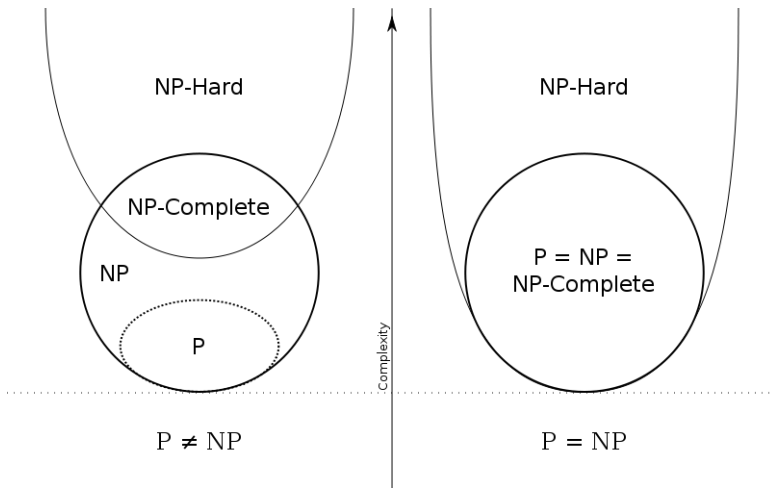 NP-Hard
NP-Complete
NP
P
P ≠ NP
Complexity
NP-Hard
P = NP =
NP-Complete
P = NP